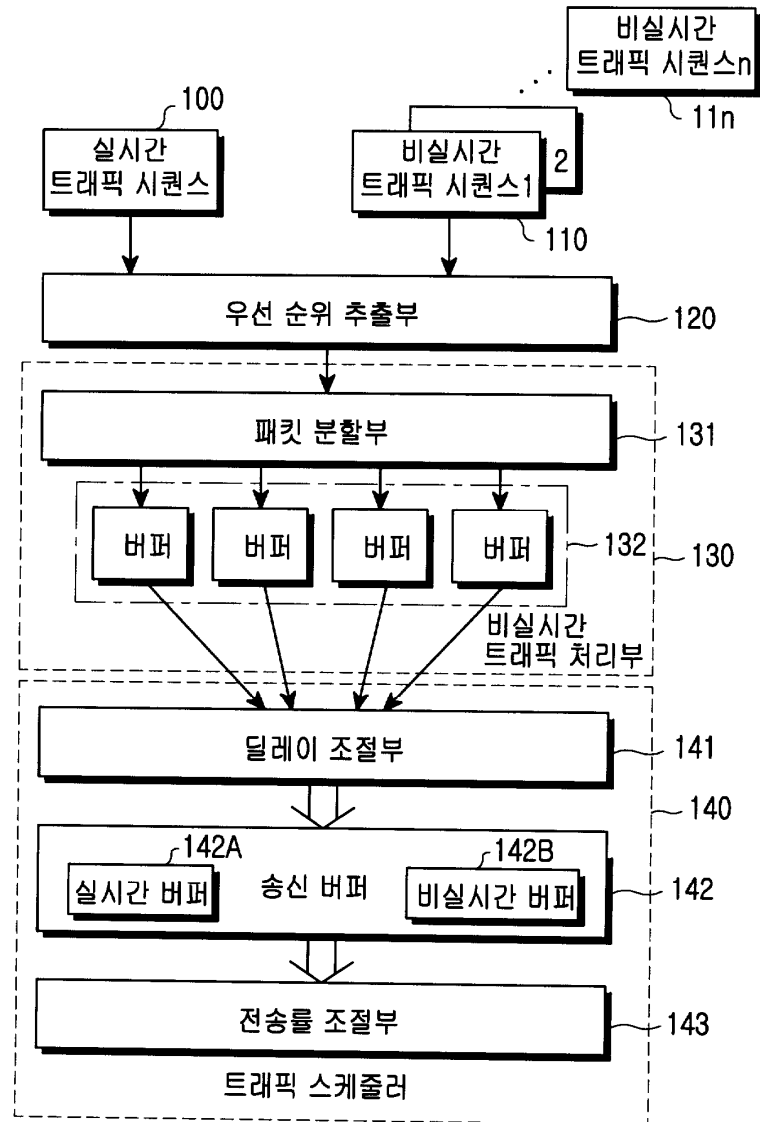 비실시간
트래픽 시퀀스n
11n
100
실시간
트래픽 시퀀스
비실시간
트래픽 시퀀스1
2
110
우선 순위 추출부
120
패킷 분할부
131
버퍼
버퍼
버퍼
버퍼
132
130
비실시간
트래픽 처리부
딜레이 조절부
141
140
142A
실시간 버퍼
송신 버퍼
142B
비실시간 버퍼
142
전송률 조절부
143
트래픽 스케줄러